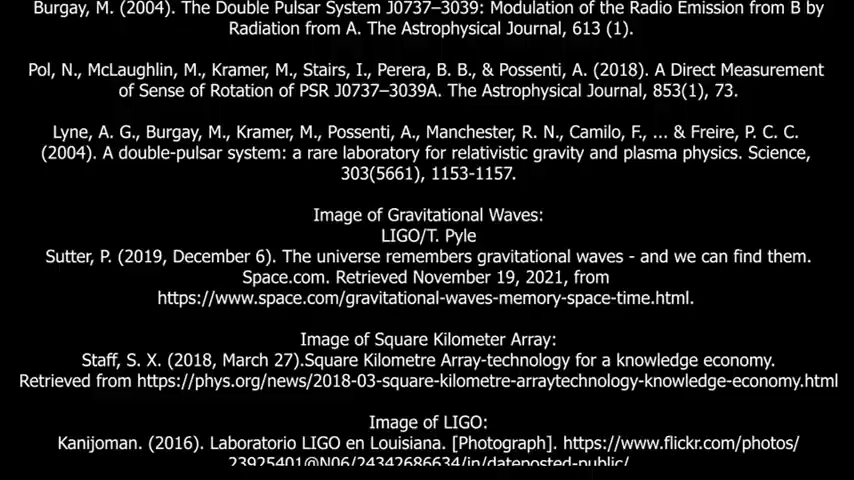 Burgay, M. (2004). The Double Pulsar System J0737–3039: Modulation of the Radio Emission from B by
Radiation from A. The Astrophysical Journal, 613 (1).
Pol, N., McLaughlin, M., Kramer, M., Stairs, I., Perera, B. B., & Possenti, A. (2018). A Direct Measurement
of Sense of Rotation of PSR J0737–3039A. The Astrophysical Journal, 853(1), 73.
Lyne, A. G., Burgay, M., Kramer, M., Possenti, A., Manchester, R. N., Camilo, F., ... & Freire, P. C. C.
(2004). A double-pulsar system: a rare laboratory for relativistic gravity and plasma physics. Science,
303(5661), 1153-1157.
Image of Gravitational Waves:
LIGO/T. Pyle
Sutter, P. (2019, December 6). The universe remembers gravitational waves - and we can find them.
Space.com. Retrieved November 19, 2021, from
https://www.space.com/gravitational-waves-memory-space-time.html.
Image of Square Kilometer Array:
Staff, S. X. (2018, March 27).Square Kilometre Array-technology for a knowledge economy.
Retrieved from https://phys.org/news/2018-03-square-kilometre-arraytechnology-knowledge-economy.html
Image of LIGO:
Kanijoman. (2016). Laboratorio LIGO en Louisiana. [Photograph]. https://www.flickr.com/photos/
23925401@N06/24342686634/in/dateposted-public/